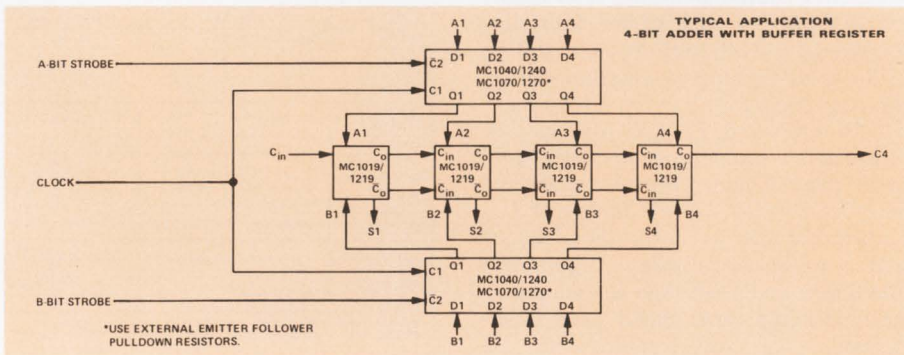 TYPICAL APPLICATION
4-BIT ADDER WITH BUFFER REGISTER
A1 A2 A3 A4
A-BIT STROBE
C̅2 D1 D2 D3 D4
MC1040/1240
MC1070/1270*
C1 Q1 Q2 Q3 Q4
A1 A2 A3 A4
Cin Co Cin Co Cin Co Cin Co C4
MC1019/
1219
MC1019/
1219
MC1019/
1219
MC1019/
1219
CLOCK
C̅o C̅in C̅o C̅in C̅o C̅in
B1 B2 B3 B4
S1 S2 S3 S4
C1 Q1 Q2 Q3 Q4
MC1040/1240
MC1070/1270*
B-BIT STROBE
C̅2 D1 D2 D3 D4
B1 B2 B3 B4
*USE EXTERNAL EMITTER FOLLOWER
PULLDOWN RESISTORS.